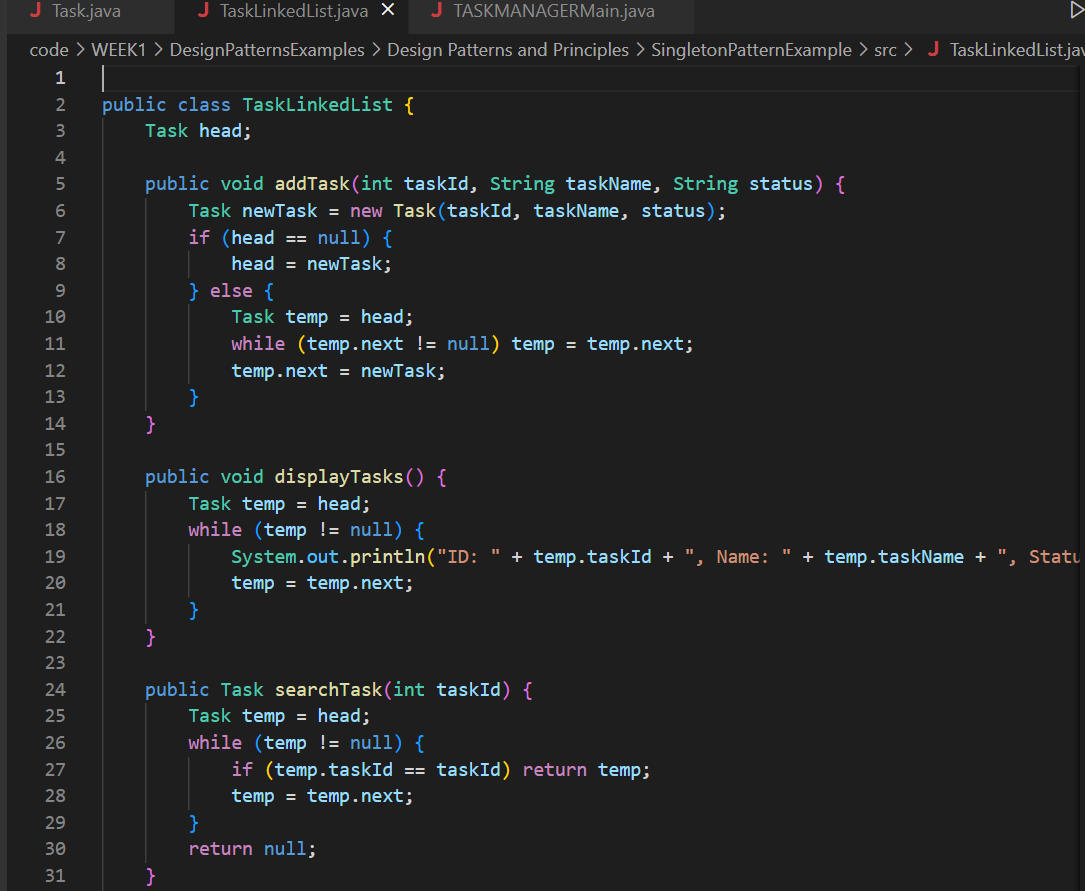 J Task.java J TaskLinkedList.java × J TASKMANAGERMain.java
code > WEEK1 > DesignPatternsExamples > Design Patterns and Principles > SingletonPatternExample > src > J TaskLinkedList.jav
1
2 public class TaskLinkedList {
3     Task head;
4
5     public void addTask(int taskId, String taskName, String status) {
6         Task newTask = new Task(taskId, taskName, status);
7         if (head == null) {
8             head = newTask;
9         } else {
10             Task temp = head;
11             while (temp.next != null) temp = temp.next;
12             temp.next = newTask;
13         }
14     }
15
16     public void displayTasks() {
17         Task temp = head;
18         while (temp != null) {
19             System.out.println("ID: " + temp.taskId + ", Name: " + temp.taskName + ", Statu
20             temp = temp.next;
21         }
22     }
23
24     public Task searchTask(int taskId) {
25         Task temp = head;
26         while (temp != null) {
27             if (temp.taskId == taskId) return temp;
28             temp = temp.next;
29         }
30         return null;
31     }